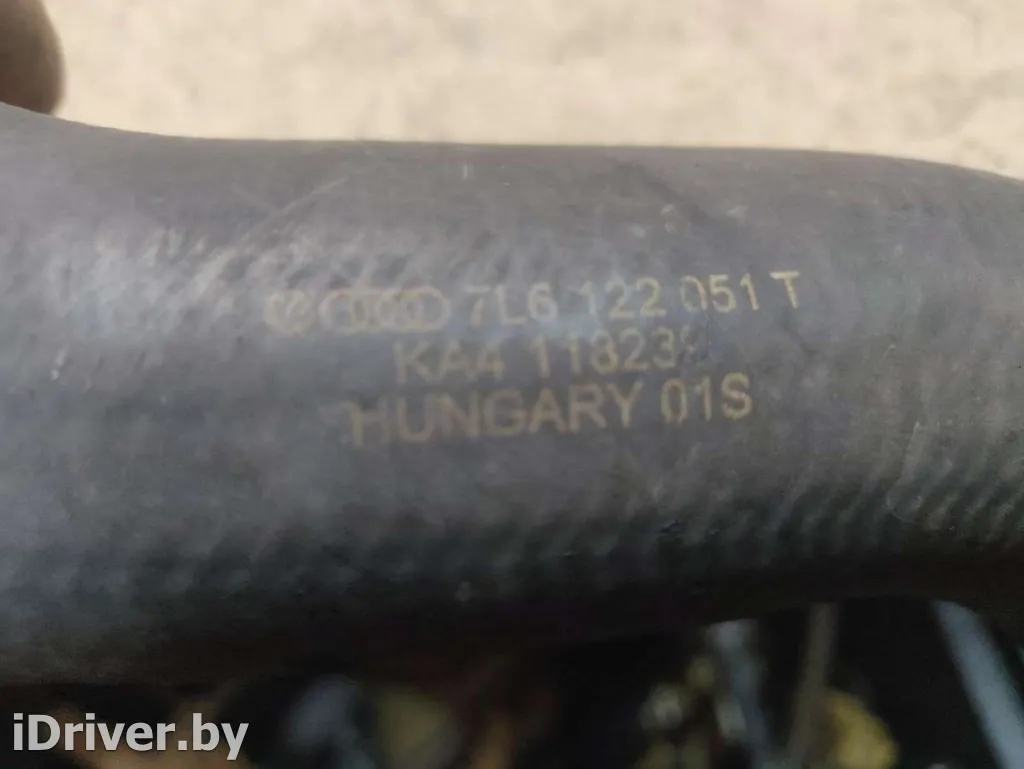 7L6 122 051 T
KA4
HUNGARY 01S
iDriver.by